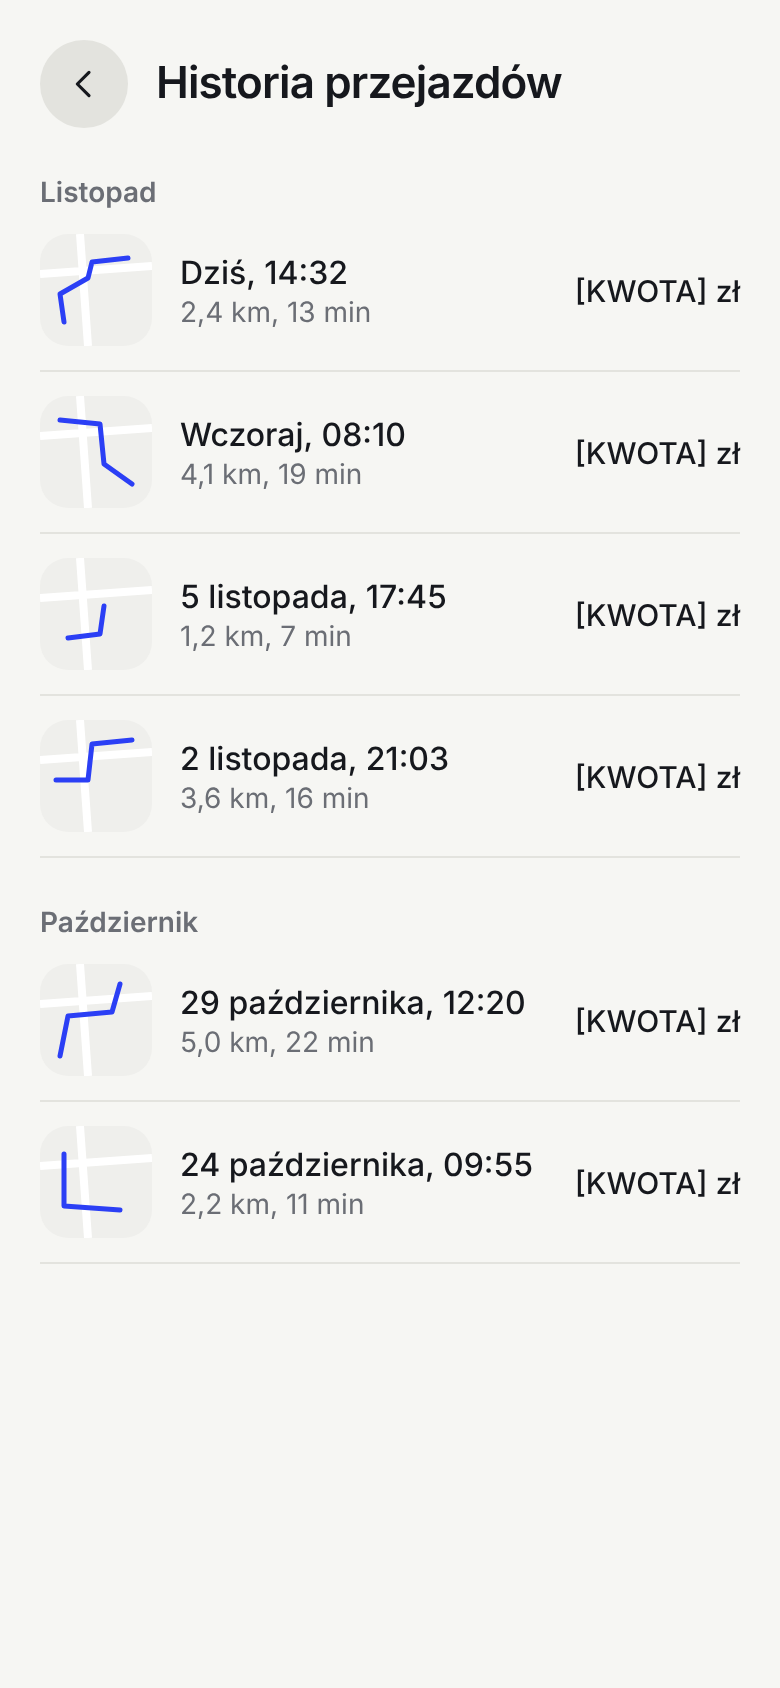 Historia przejazdów
Listopad
Dziś, 14:32
2,4 km, 13 min
[KWOTA] zł
Wczoraj, 08:10
4,1 km, 19 min
[KWOTA] zł
5 listopada, 17:45
1,2 km, 7 min
[KWOTA] zł
2 listopada, 21:03
3,6 km, 16 min
[KWOTA] zł
Październik
29 października, 12:20
5,0 km, 22 min
[KWOTA] zł
24 października, 09:55
2,2 km, 11 min
[KWOTA] zł